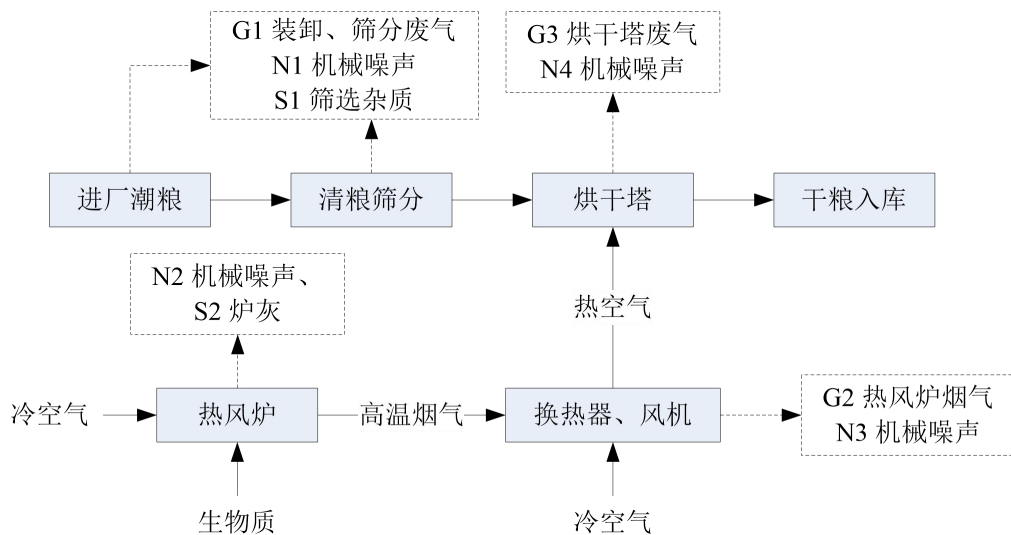 G1 装卸、筛分废气
N1 机械噪声
S1 筛选杂质
G3 烘干塔废气
N4 机械噪声
进厂潮粮
清粮筛分
烘干塔
干粮入库
N2 机械噪声、
S2 炉灰
热空气
冷空气
热风炉
高温烟气
换热器、风机
G2 热风炉烟气
N3 机械噪声
生物质
冷空气